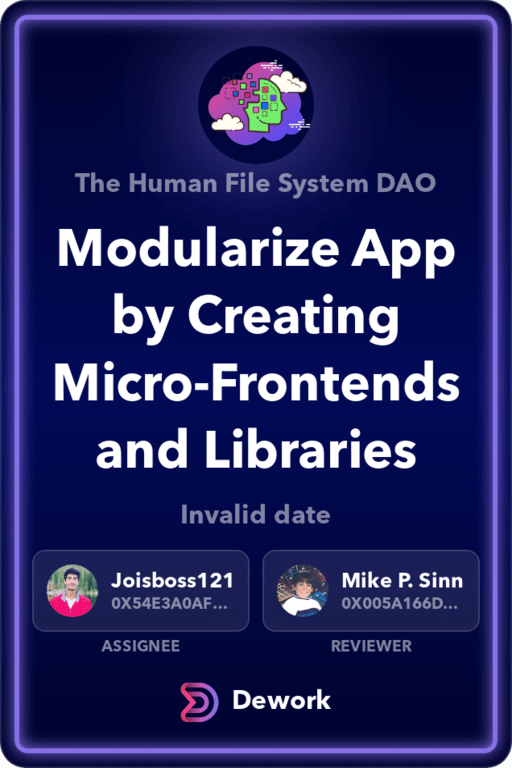 The Human File System DAO
Modularize App
by Creating
Micro-Frontends
and Libraries
Invalid date
Joisboss121
0X54E3A0AF...
ASSIGNEE
Mike P. Sinn
0X005A166D...
REVIEWER
Dework